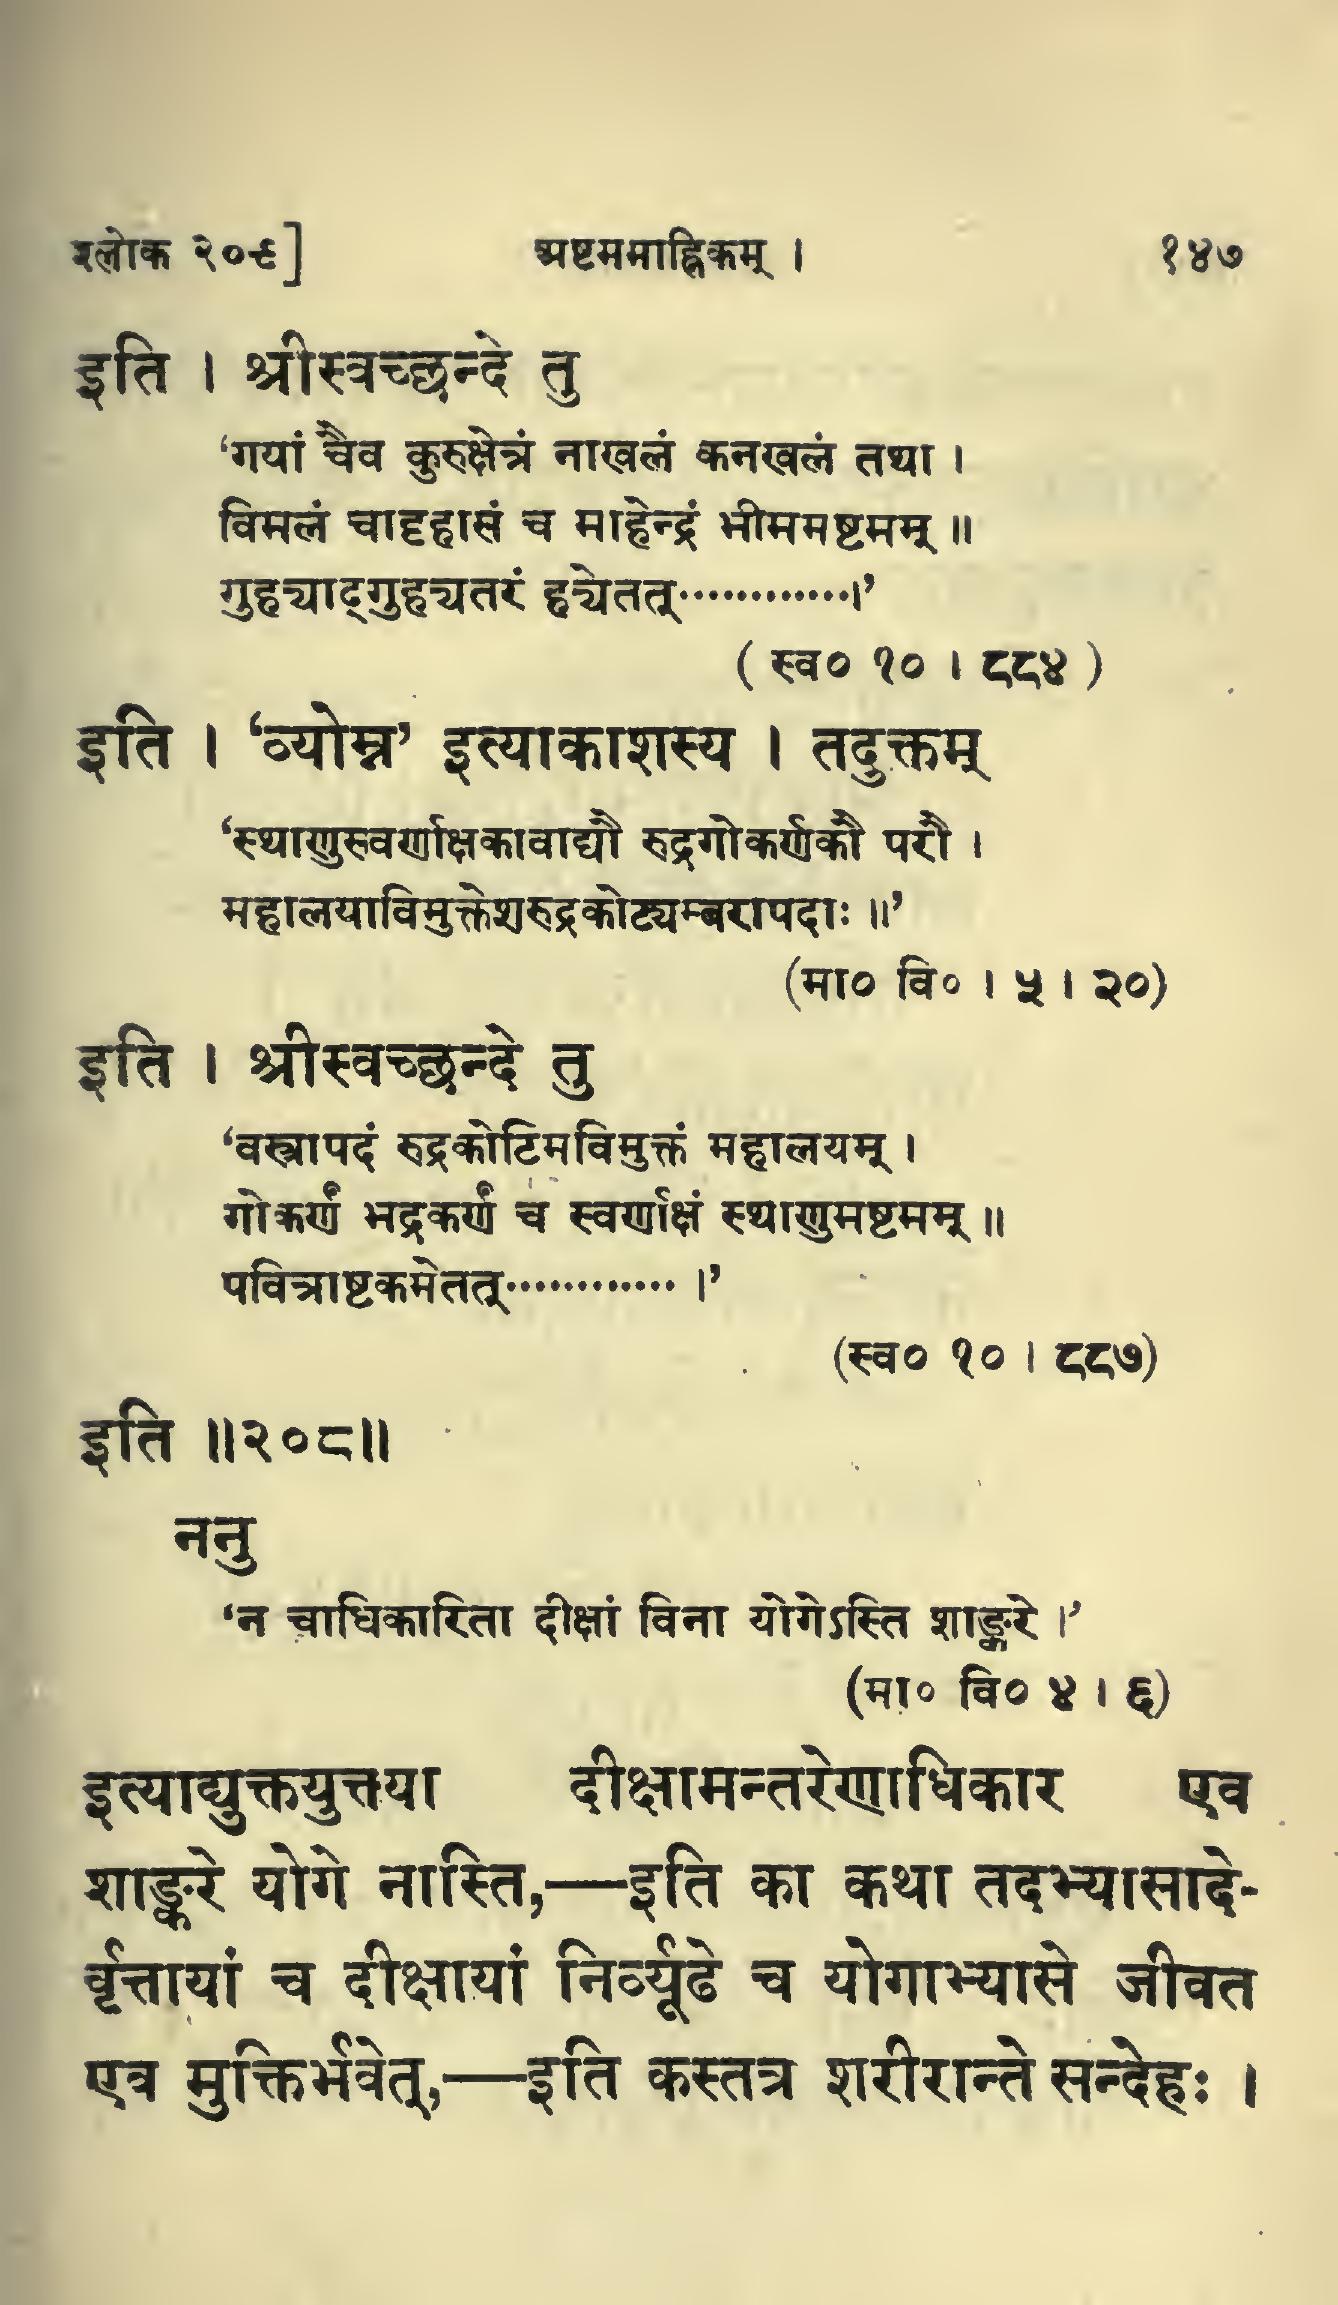 श्लोक २०९]
अष्टममाह्निकम् ।
१४७
इति । श्रीस्वच्छन्दे तु
‘गयां चैव कुरुक्षेत्रं नाखलं कनखलं तथा ।
विमलं चाट्टहासं च माहेन्द्रं भीममष्टमम् ॥
गुह्याद्गुह्यतरं ह्येतत्............।’
( स्व० १० । ८८४ )
इति । ‘व्योम्न’ इत्याकाशस्य । तदुक्तम्
‘स्थाणुस्वर्णाक्षकावाद्यौ रुद्रगोकर्णकौ परौ ।
महालयाविमुक्तेशरुद्रकोट्यम्बरापदाः ॥’
(मा० वि० । ५ । २०)
इति । श्रीस्वच्छन्दे तु
‘वस्त्रापदं रुद्रकोटिमविमुक्तं महालयम् ।
गोकर्णं भद्रकर्णं च स्वर्णाक्षं स्थाणुमष्टमम् ॥
पवित्राष्टकमेतत्............ ।’
(स्व० १० । ८८७)
इति ॥२०८॥
ननु
‘न चाधिकारिता दीक्षां विना योगेऽस्ति शाङ्करे ।’
(मा० वि० ४ । ६)
इत्याद्युक्तयुक्त्या दीक्षामन्तरेणाधिकार एव
शाङ्करे योगे नास्ति,—इति का कथा तदभ्यासादे-
र्वृत्तायां च दीक्षायां निर्व्यूढे च योगाभ्यासे जीवत
एव मुक्तिर्भवेत्,—इति कस्तत्र शरीरान्ते सन्देहः ।